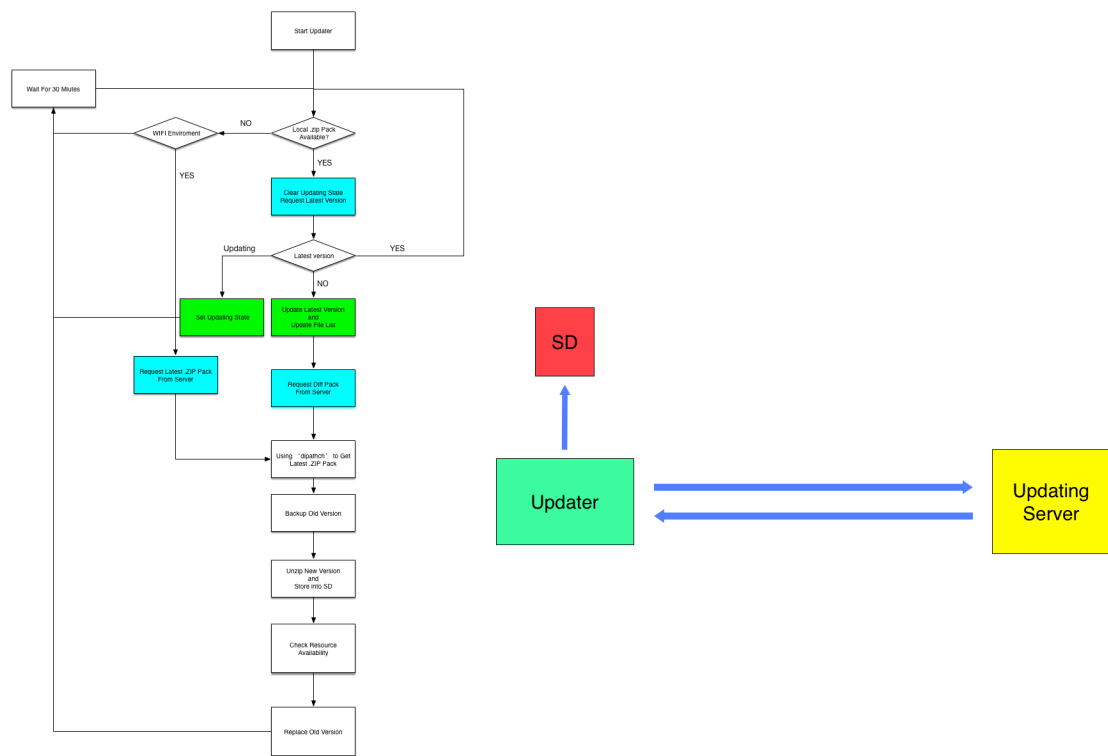 Start Updater
Wait For 30 Miutes
WIFI Enviroment
NO
Local .zip Pack
Available?
YES
YES
Clear Updating State
Request Latest Version
Updating
Latest version
YES
NO
Set Updating State
Update Latest Version
and
Update File List
Request Latest .ZIP Pack
From Server
Request Diff Pack
From Server
Using ‘dipathch’ to Get
Latest .ZIP Pack
Backup Old Version
Unzip New Version
and
Store into SD
Check Resource
Availability
Replace Old Version
SD
Updater
Updating
Server